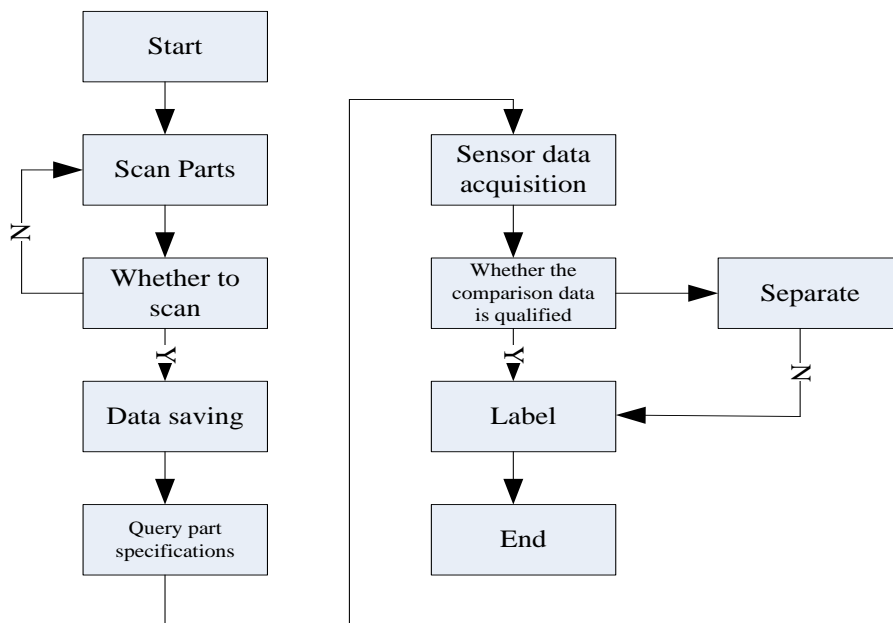 Start
Scan Parts
N
Whether to
scan
Y
Data saving
Query part
specifications
Sensor data
acquisition
Whether the
comparison data
is qualified
Separate
Y
N
Label
End